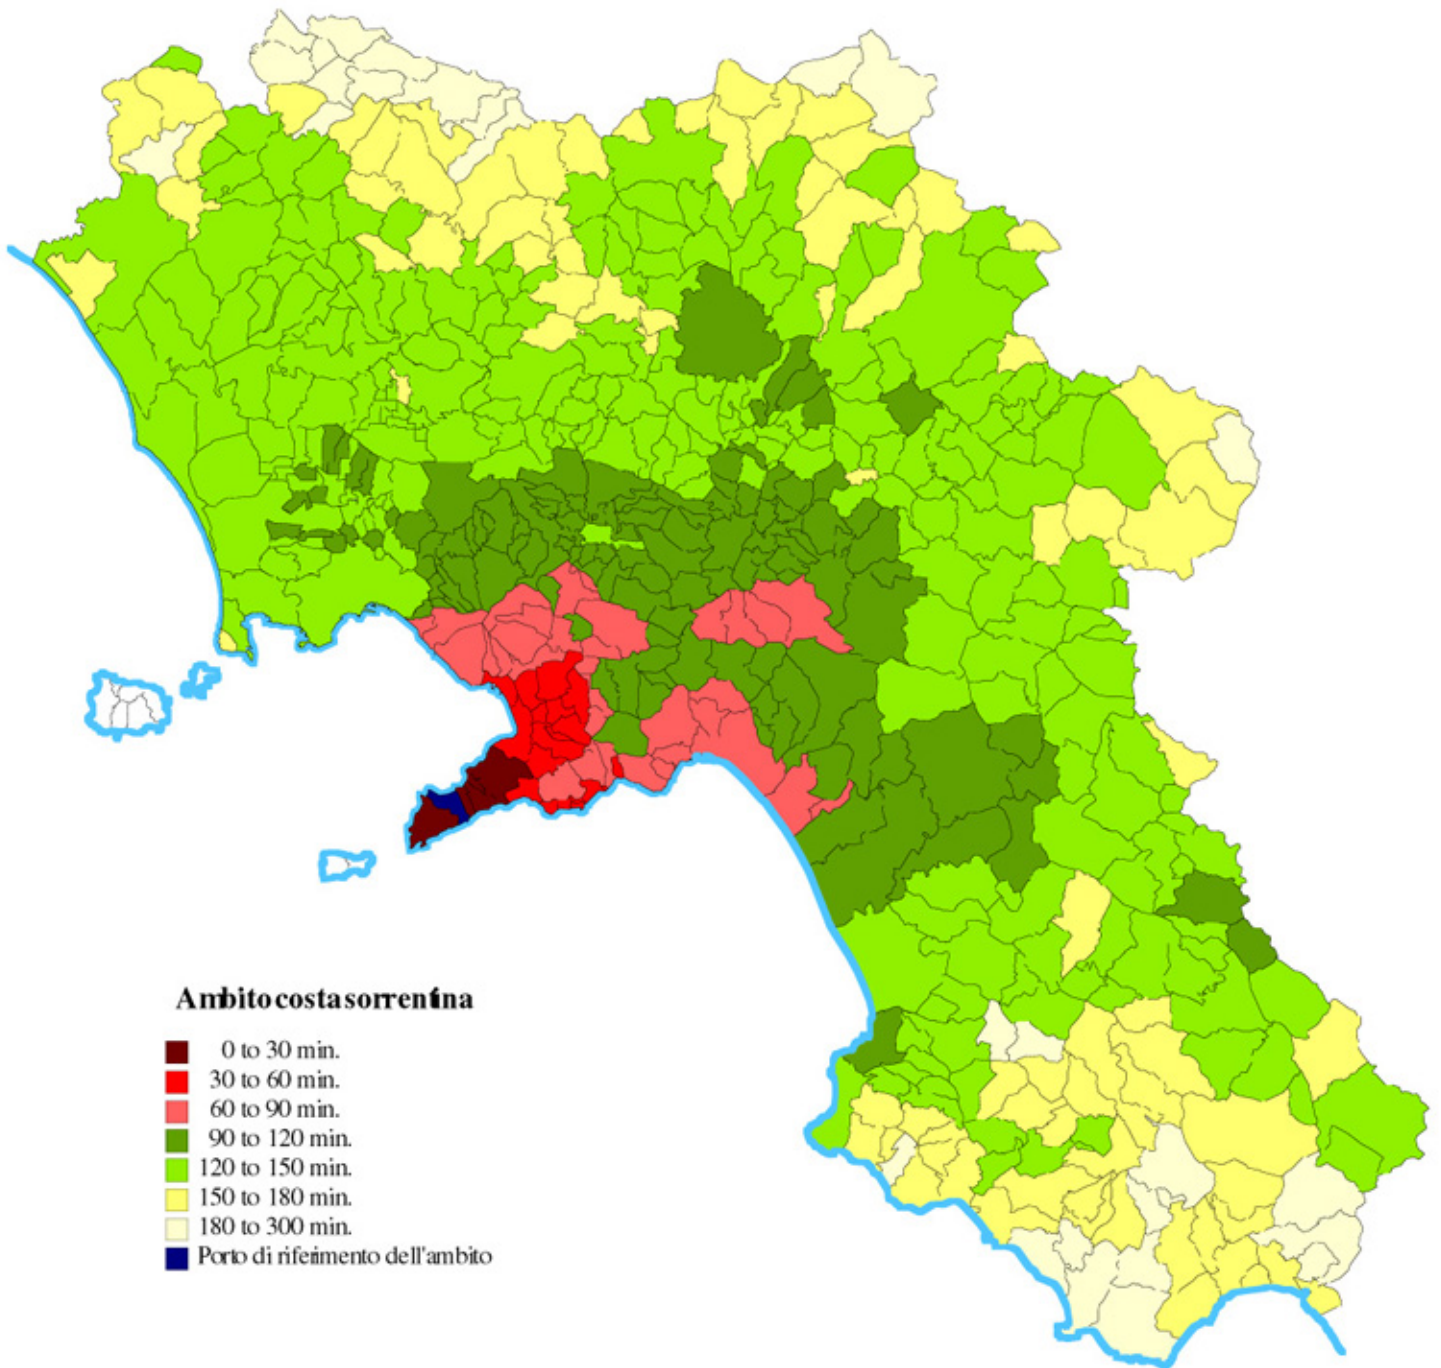 Ambito costa sorrentina
0 to 30 min.
30 to 60 min.
60 to 90 min.
90 to 120 min.
120 to 150 min.
150 to 180 min.
180 to 300 min.
Porto di riferimento dell'ambito